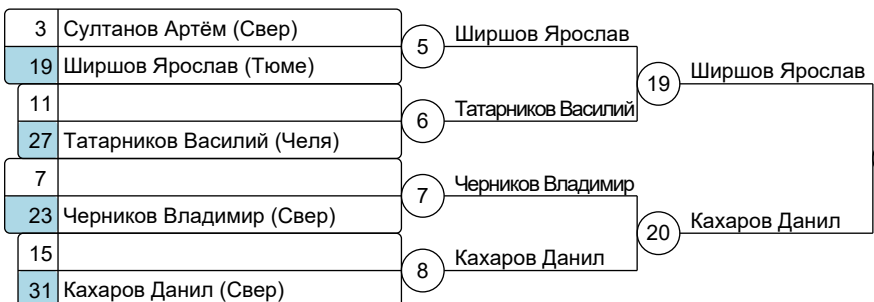 3 Султанов Артём (Свер)
19 Ширшов Ярослав (Тюме)
11
27 Татарников Василий (Челя)
7
23 Черников Владимир (Свер)
15
31 Кахаров Данил (Свер)
5 Ширшов Ярослав
6 Татарников Василий
7 Черников Владимир
8 Кахаров Данил
19 Ширшов Ярослав
20 Кахаров Данил